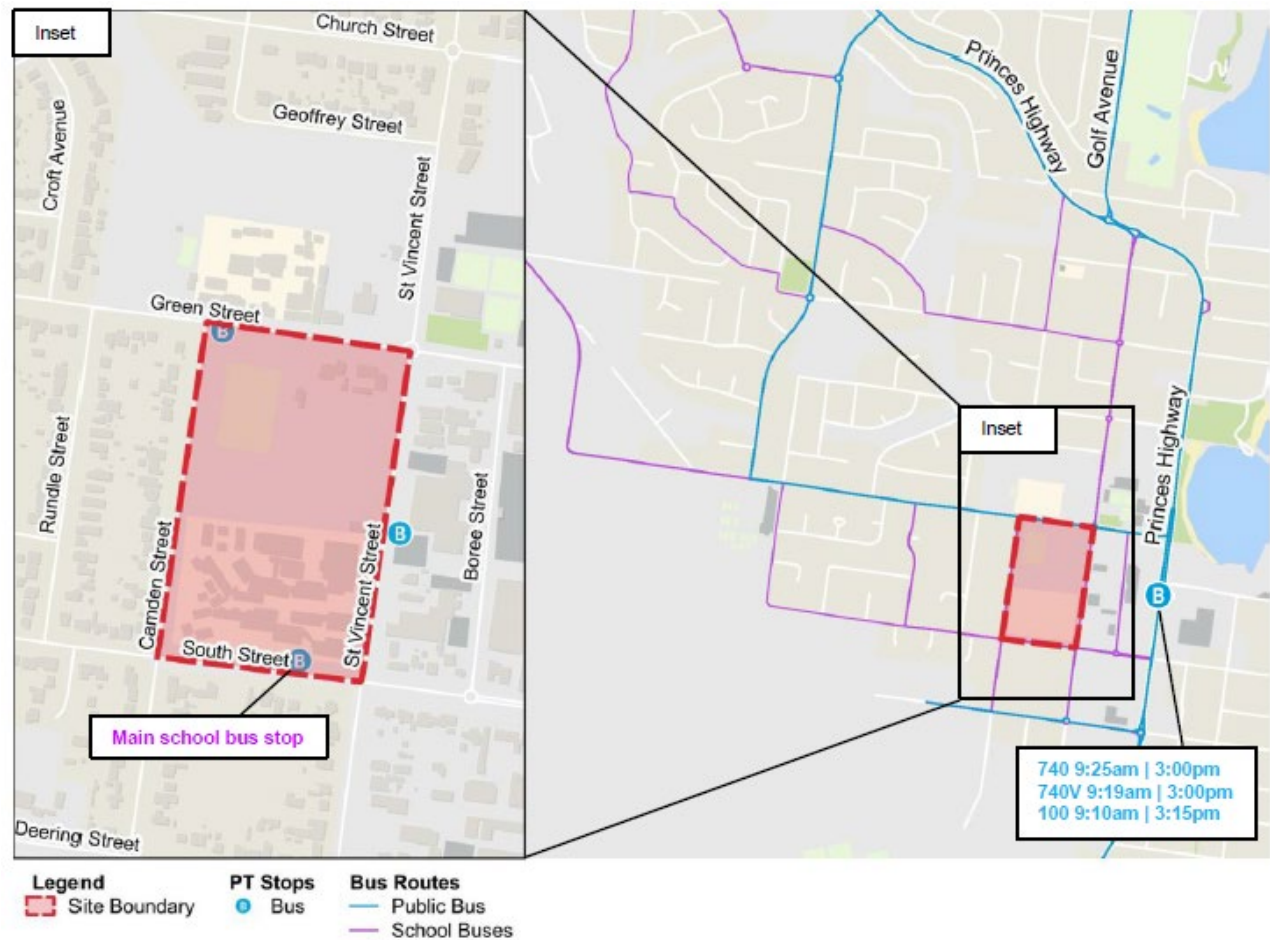 Inset
Church Street
Geoffrey Street
Croft Avenue
St Vincent Street
Green Street
B
Rundle Street
Camden Street
B
St Vincent Street
Boree Street
South Street
B
Main school bus stop
Deering Street
Princes Highway
Golf Avenue
Inset
Princes Highway
B
740 9:25am | 3:00pm
740V 9:19am | 3:00pm
100 9:10am | 3:15pm
Legend
Site Boundary
PT Stops
B Bus
Bus Routes
Public Bus
School Buses